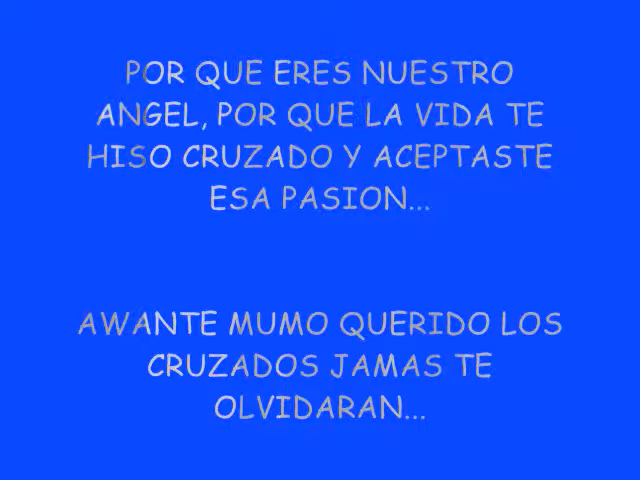 POR QUE ERES NUESTRO
ANGEL, POR QUE LA VIDA TE
HISO CRUZADO Y ACEPTASTE
ESA PASION...
AWANTE MUMO QUERIDO LOS
CRUZADOS JAMAS TE
OLVIDARAN...